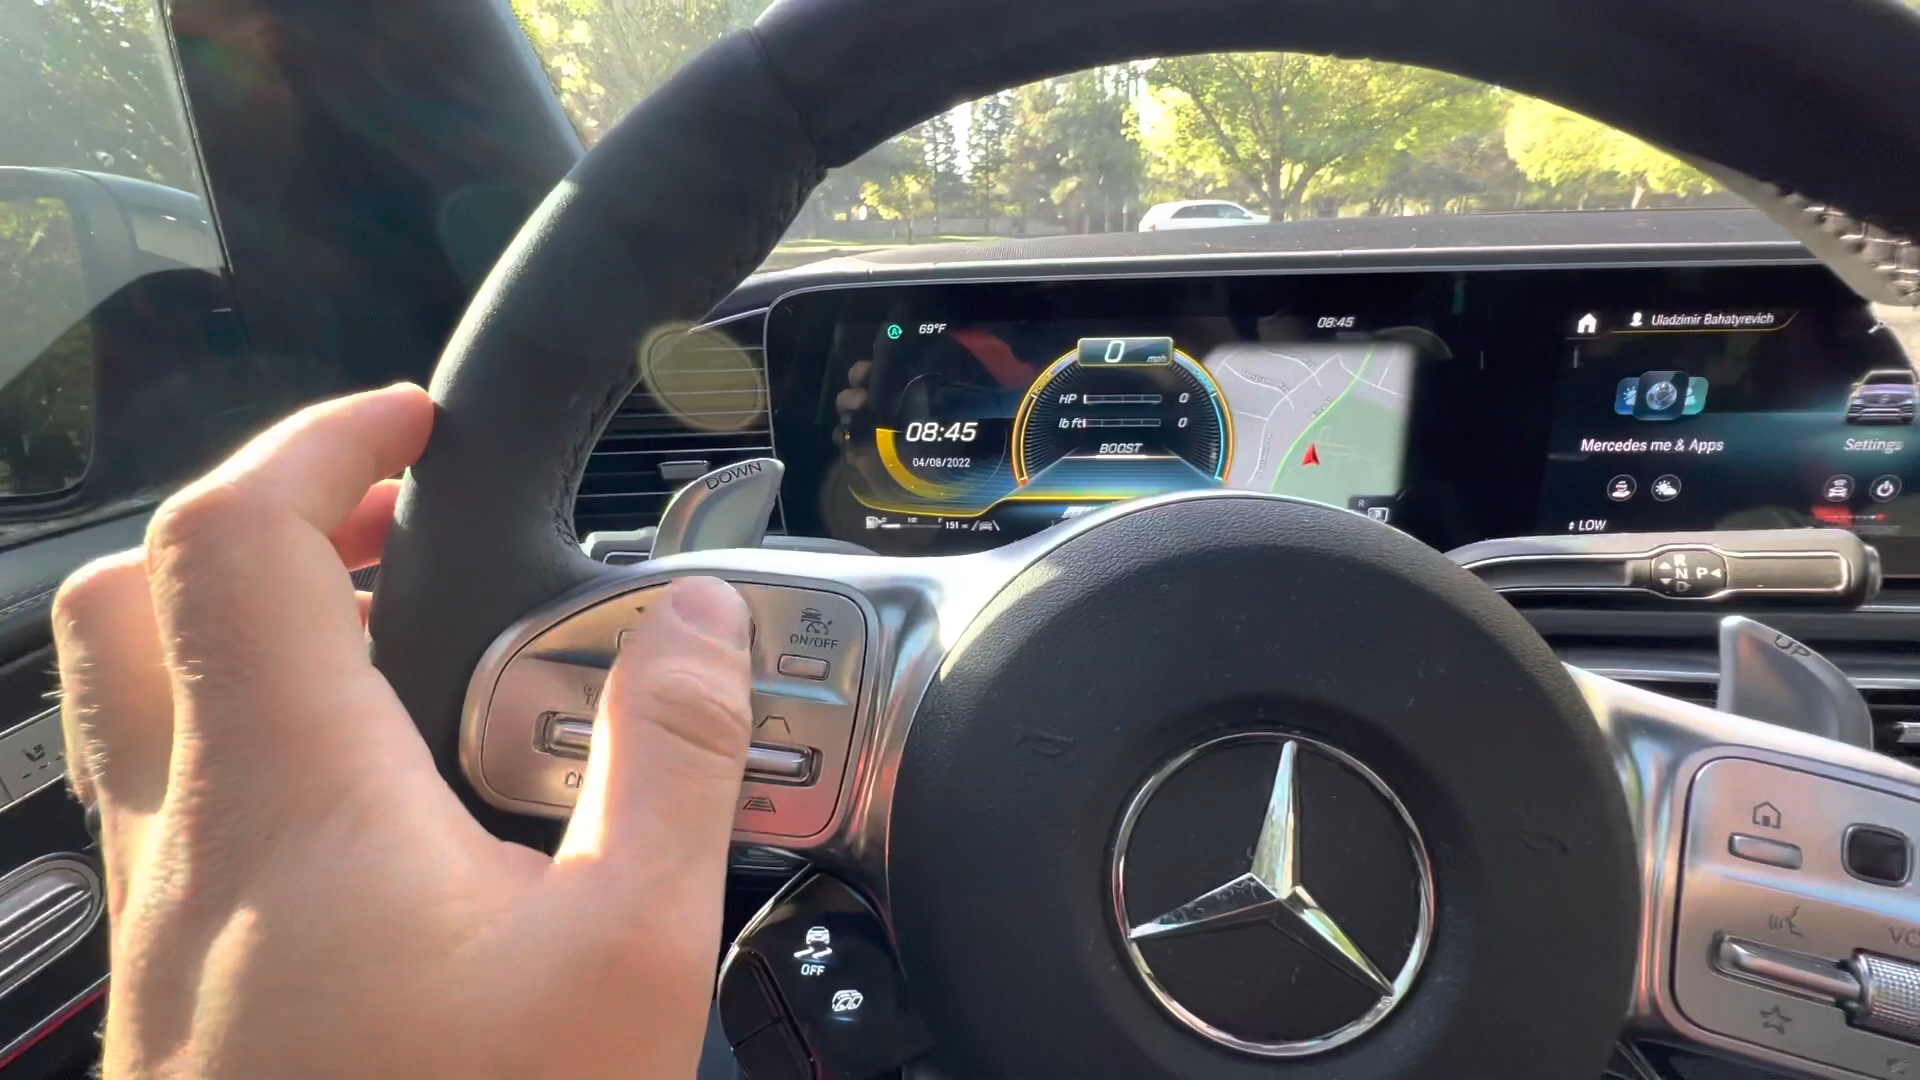 69°F
08:45
0 mph
HP 0
lb ft 0
BOOST
08:45
04/08/2022
151
Uladzimir Bahatyrevich
Mercedes me & Apps
Settings
LOW
DOWN
UP
R
N P
D
ON/OFF
OFF